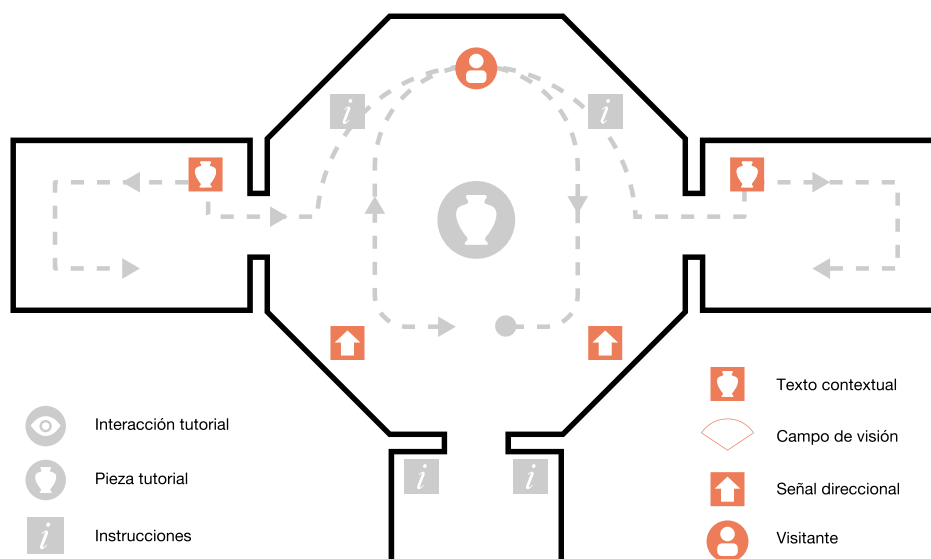 i
i
i
i
Interacción tutorial
Pieza tutorial
i
Instrucciones
Texto contextual
Campo de visión
Señal direccional
Visitante